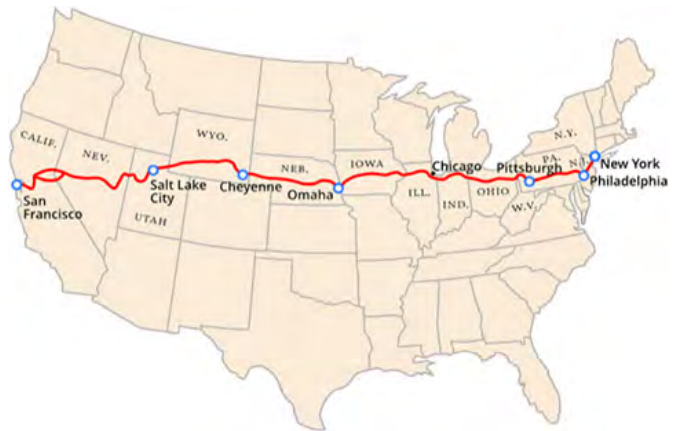 CALIF.
NEV.
WYO.
UTAH
NEB.
IOWA
ILL.
IND.
OHIO
W.V.
PA.
N.J.
N.Y.
San
Francisco
Salt Lake
City
Cheyenne
Omaha
Chicago
Pittsburgh
New York
Philadelphia